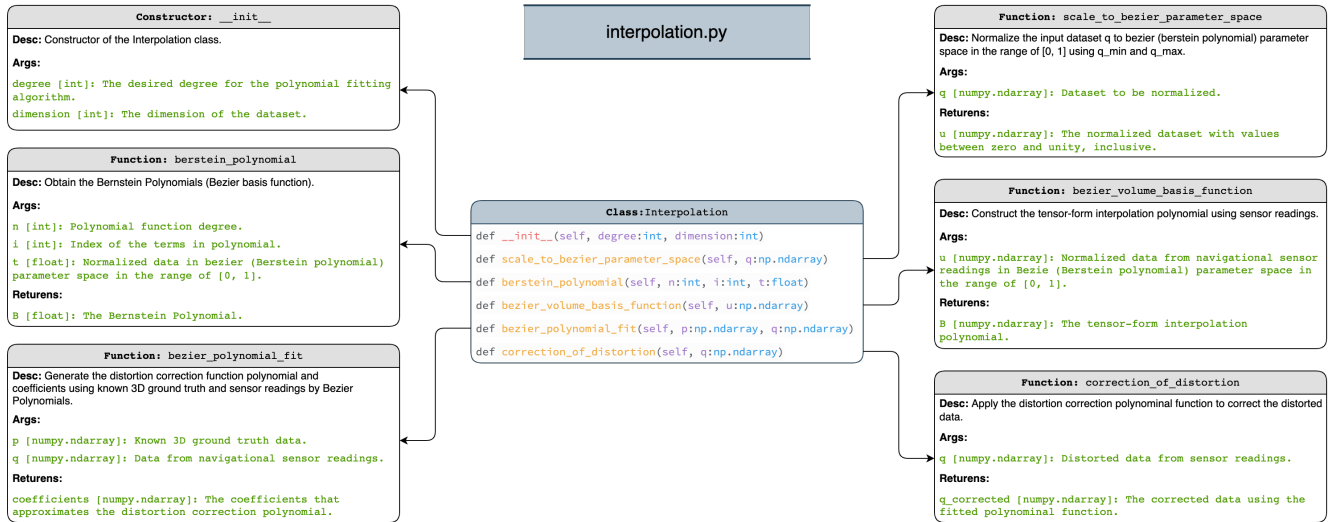 interpolation.py
Constructor: __init__
Desc: Constructor of the Interpolation class.
Args:
degree [int]: The desired degree for the polynomial fitting
algorithm.
dimension [int]: The dimension of the dataset.
Function: berstein_polynomial
Desc: Obtain the Bernstein Polynomials (Bezier basis function).
Args:
n [int]: Polynomial function degree.
i [int]: Index of the terms in polynomial.
t [float]: Normalized data in bezier (Berstein polynomial)
parameter space in the range of [0, 1].
Returens:
B [float]: The Bernstein Polynomial.
Function: bezier_polynomial_fit
Desc: Generate the distortion correction function polynomial and
coefficients using known 3D ground truth and sensor readings by Bezier
Polynomials.
Args:
p [numpy.ndarray]: Known 3D ground truth data.
q [numpy.ndarray]: Data from navigational sensor readings.
Returens:
coefficients [numpy.ndarray]: The coefficients that
approximates the distortion correction polynomial.
Class:Interpolation
def __init__(self, degree:int, dimension:int)
def scale_to_bezier_parameter_space(self, q:np.ndarray)
def berstein_polynomial(self, n:int, i:int, t:float)
def bezier_volume_basis_function(self, u:np.ndarray)
def bezier_polynomial_fit(self, p:np.ndarray, q:np.ndarray)
def correction_of_distortion(self, q:np.ndarray)
Function: scale_to_bezier_parameter_space
Desc: Normalize the input dataset q to bezier (berstein polynomial) parameter
space in the range of [0, 1] using q_min and q_max.
Args:
q [numpy.ndarray]: Dataset to be normalized.
Returens:
u [numpy.ndarray]: The normalized dataset with values
between zero and unity, inclusive.
Function: bezier_volume_basis_function
Desc: Construct the tensor-form interpolation polynomial using sensor readings.
Args:
u [numpy.ndarray]: Normalized data from navigational sensor
readings in Bezie (Berstein polynomial) parameter space in
the range of [0, 1].
Returens:
B [numpy.ndarray]: The tensor-form interpolation
polynomial.
Function: correction_of_distortion
Desc: Apply the distortion correction polynominal function to correct the distorted
data.
Args:
q [numpy.ndarray]: Distorted data from sensor readings.
Returens:
q_corrected [numpy.ndarray]: The corrected data using the
fitted polynominal function.